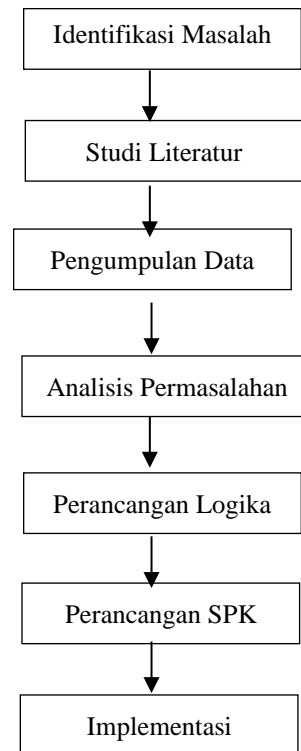 Identifikasi Masalah
Studi Literatur
Pengumpulan Data
Analisis Permasalahan
Perancangan Logika
Perancangan SPK
Implementasi